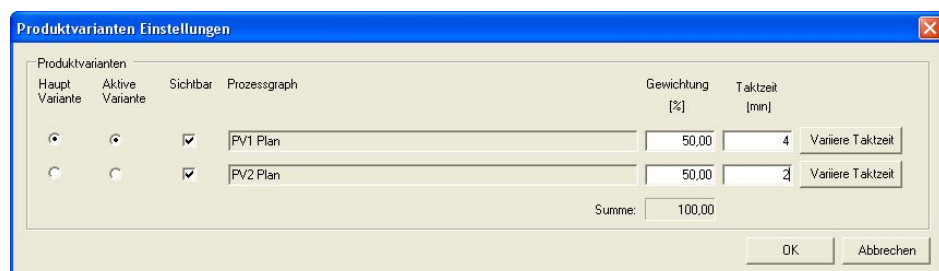 Produktvarianten Einstellungen
Produktvarianten
Haupt Variante Aktive Variante Sichtbar Prozessgraph Gewichtung [%] Taktzeit [min]
PV1 Plan 50,00 4 Variiere Taktzeit
PV2 Plan 50,00 2 Variiere Taktzeit
Summe: 100,00
OK Abbrechen